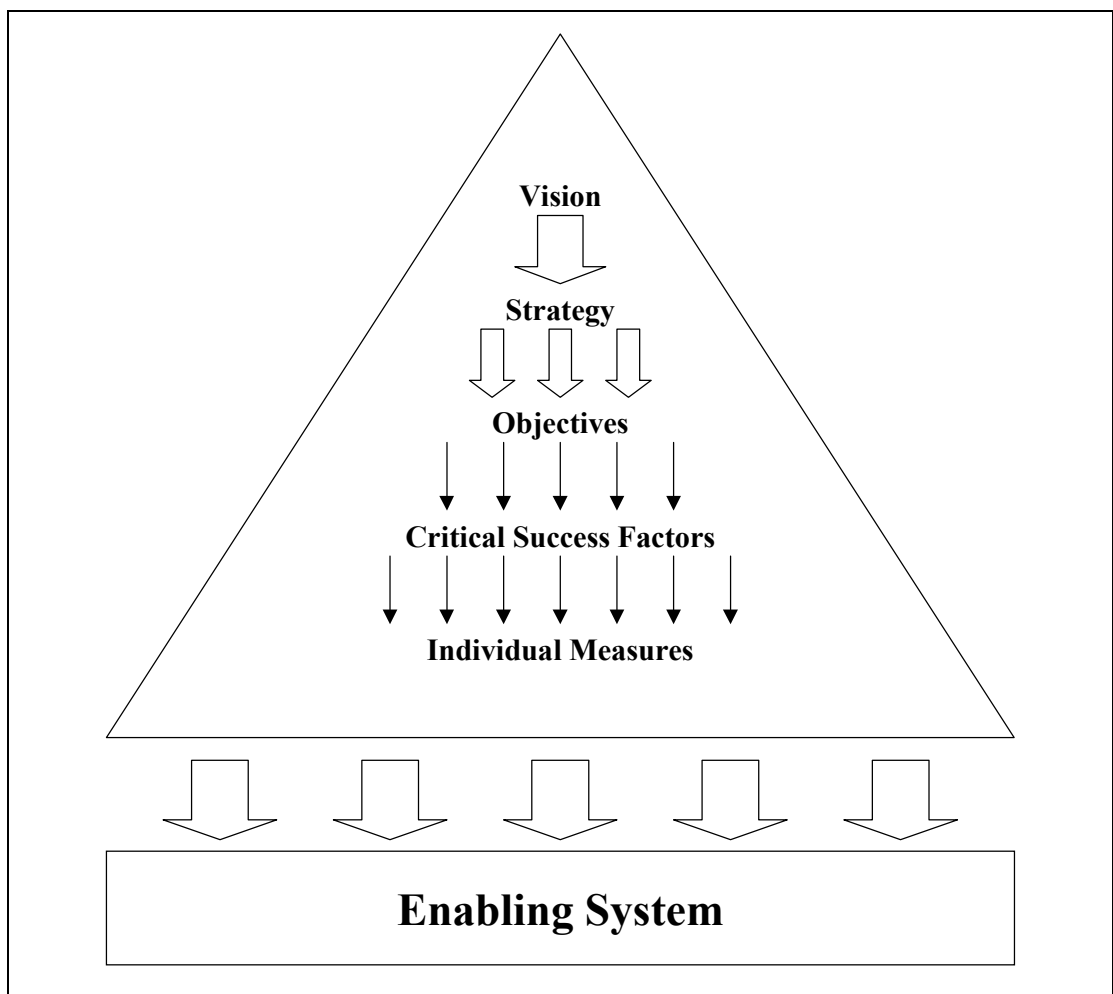 Vision
Strategy
Objectives
Critical Success Factors
Individual Measures
Enabling System